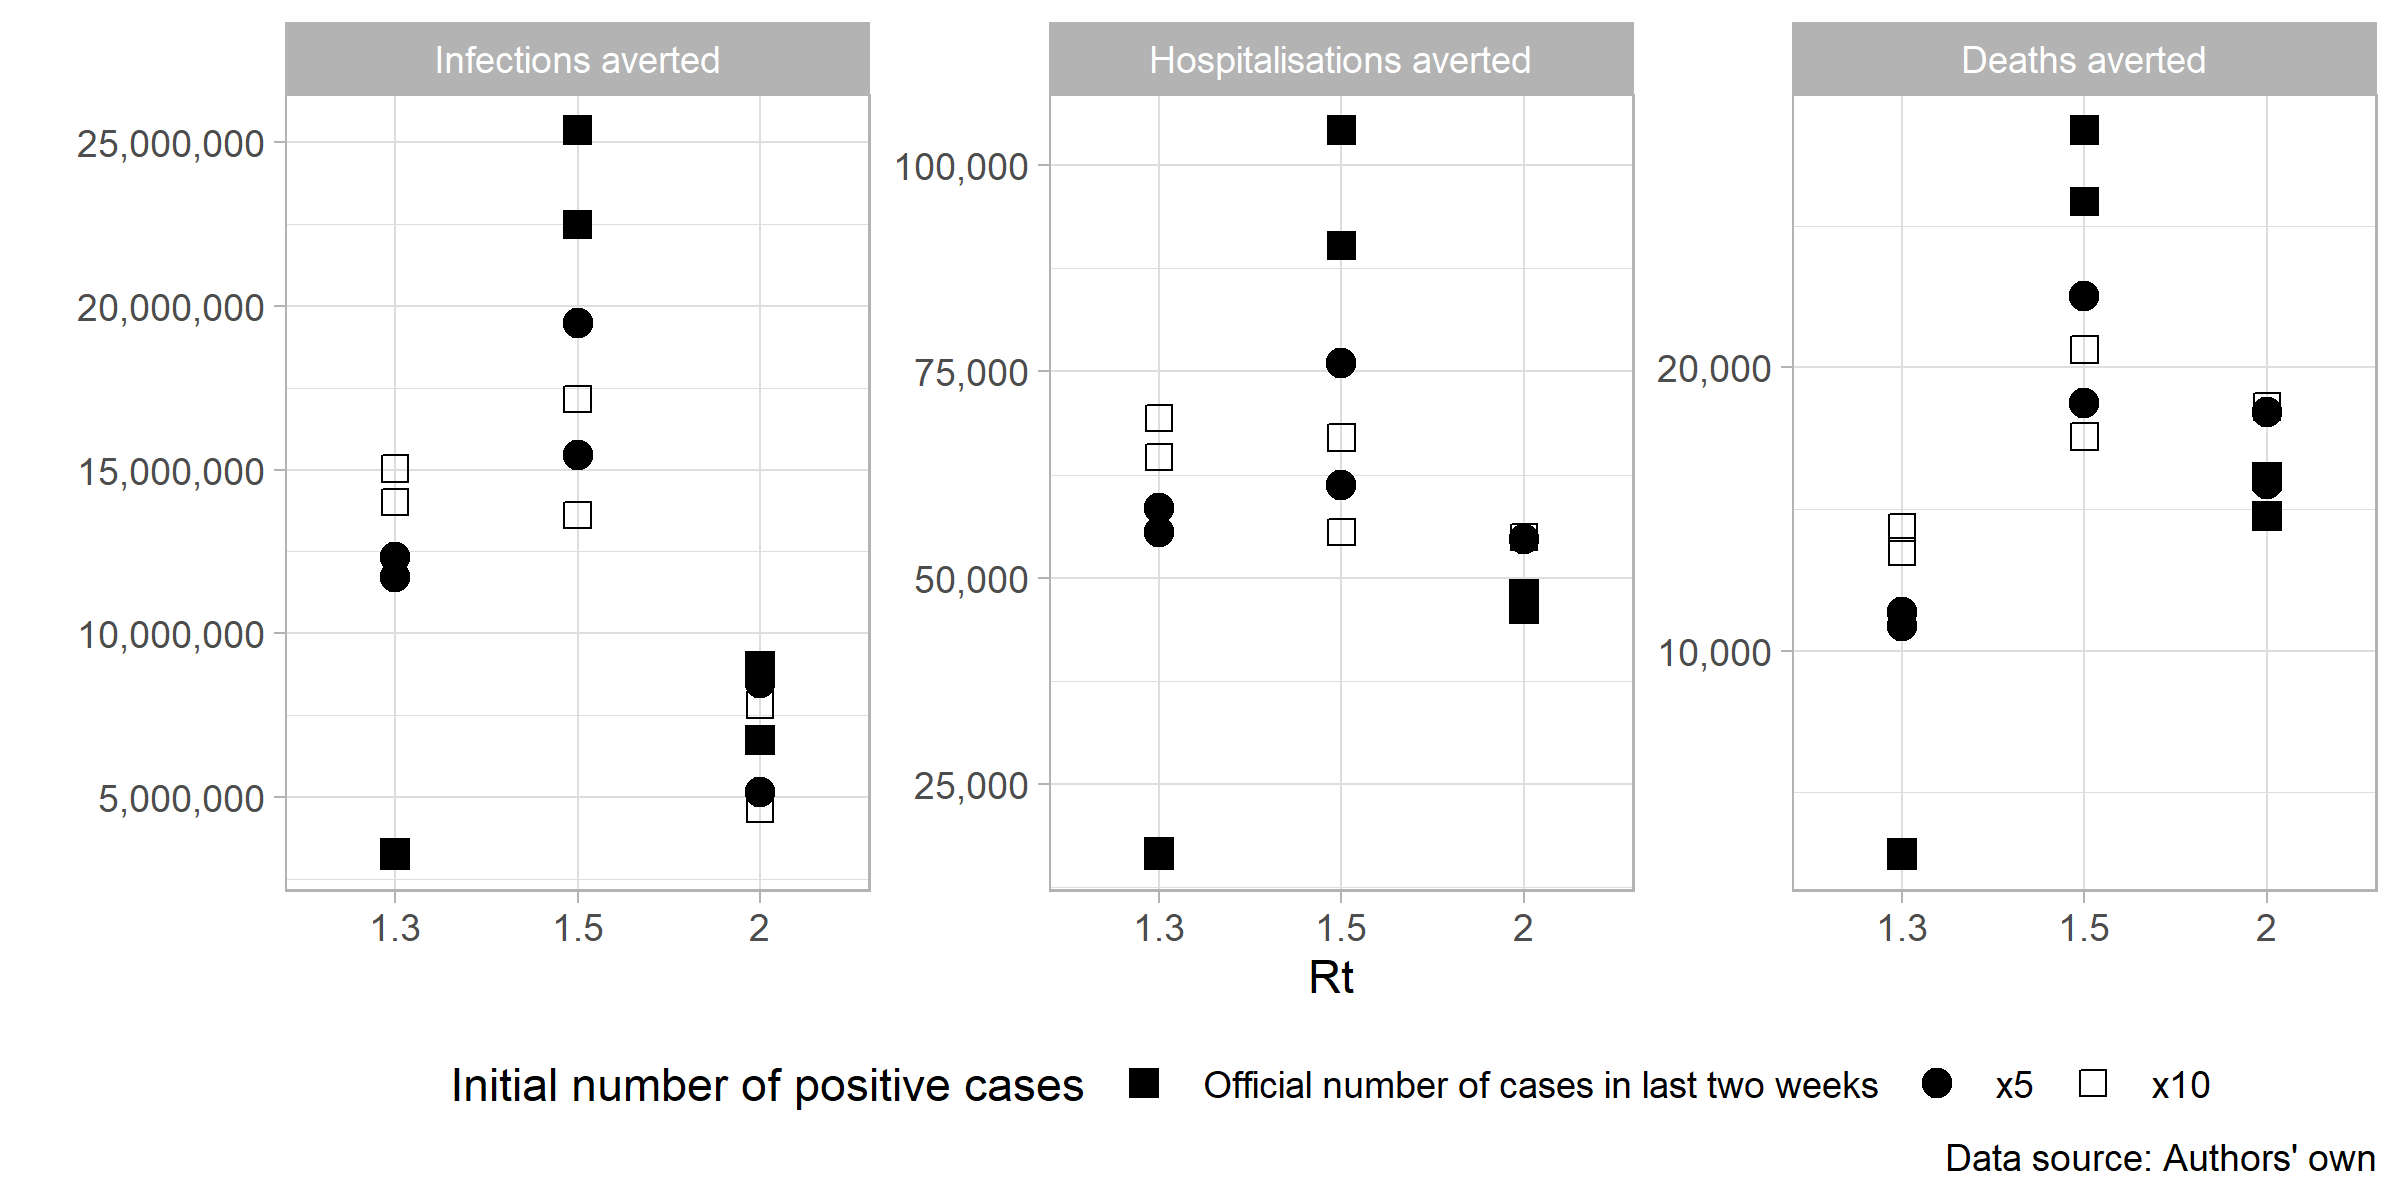 Infections averted
Hospitalisations averted
Deaths averted
25,000,000
20,000,000
15,000,000
10,000,000
5,000,000
100,000
75,000
50,000
25,000
20,000
10,000
1.3 1.5 2
1.3 1.5 2
1.3 1.5 2
Rt
Initial number of positive cases Official number of cases in last two weeks x5 x10
Data source: Authors' own